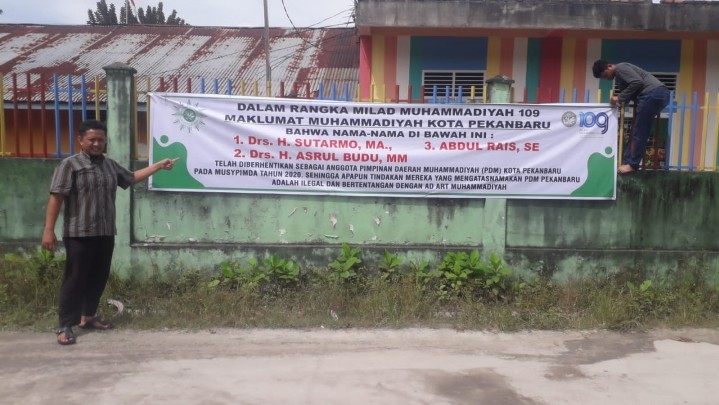 DALAM RANGKA MILAD MUHAMMADIYAH 109
MAKLUMAT MUHAMMADIYAH KOTA PEKANBARU
BAHWA NAMA-NAMA DI BAWAH INI :
1. Drs. H. SUTARMO, MA., 3. ABDUL RAIS, SE
2. Drs. H. ASRUL BUDU, MM
TELAH DIBERHENTIKAN SEBAGAI ANGGOTA PIMPINAN DAERAH MUHAMMADIYAH (PDM) KOTA PEKANBARU
PADA MUSYPIMDA TAHUN 2020. SEHINGGA APAPUN TINDAKAN MEREKA YANG MENGATASNAMAKAN PDM PEKANBARU
ADALAH ILEGAL DAN BERTENTANGAN DENGAN AD ART MUHAMMADIYAH
109